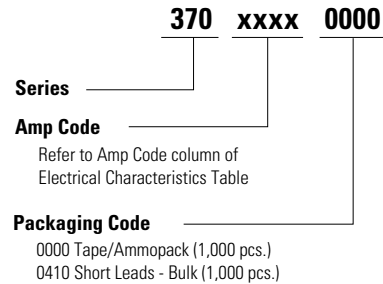 370 xxxx 0000
Series
Amp Code
Refer to Amp Code column of
Electrical Characteristics Table
Packaging Code
0000 Tape/Ammopack (1,000 pcs.)
0410 Short Leads - Bulk (1,000 pcs.)